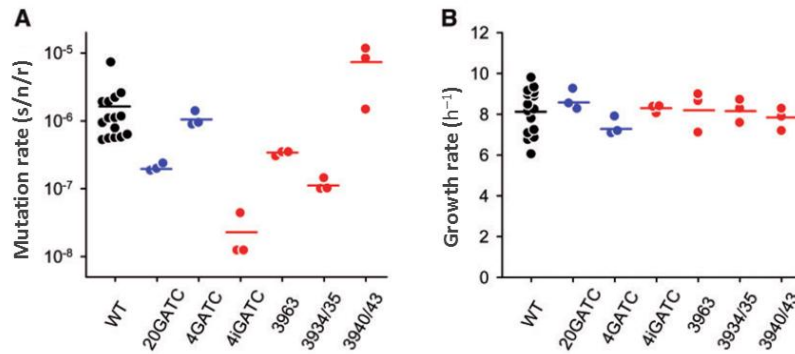 A
Mutation rate (s/n/r)
10⁻⁵
10⁻⁶
10⁻⁷
10⁻⁸
WT
20GATC
4GATC
4iGATC
3963
3934/35
3940/43
B
Growth rate (h⁻¹)
12
10
8
6
4
2
0
WT
20GATC
4GATC
4iGATC
3963
3934/35
3940/43